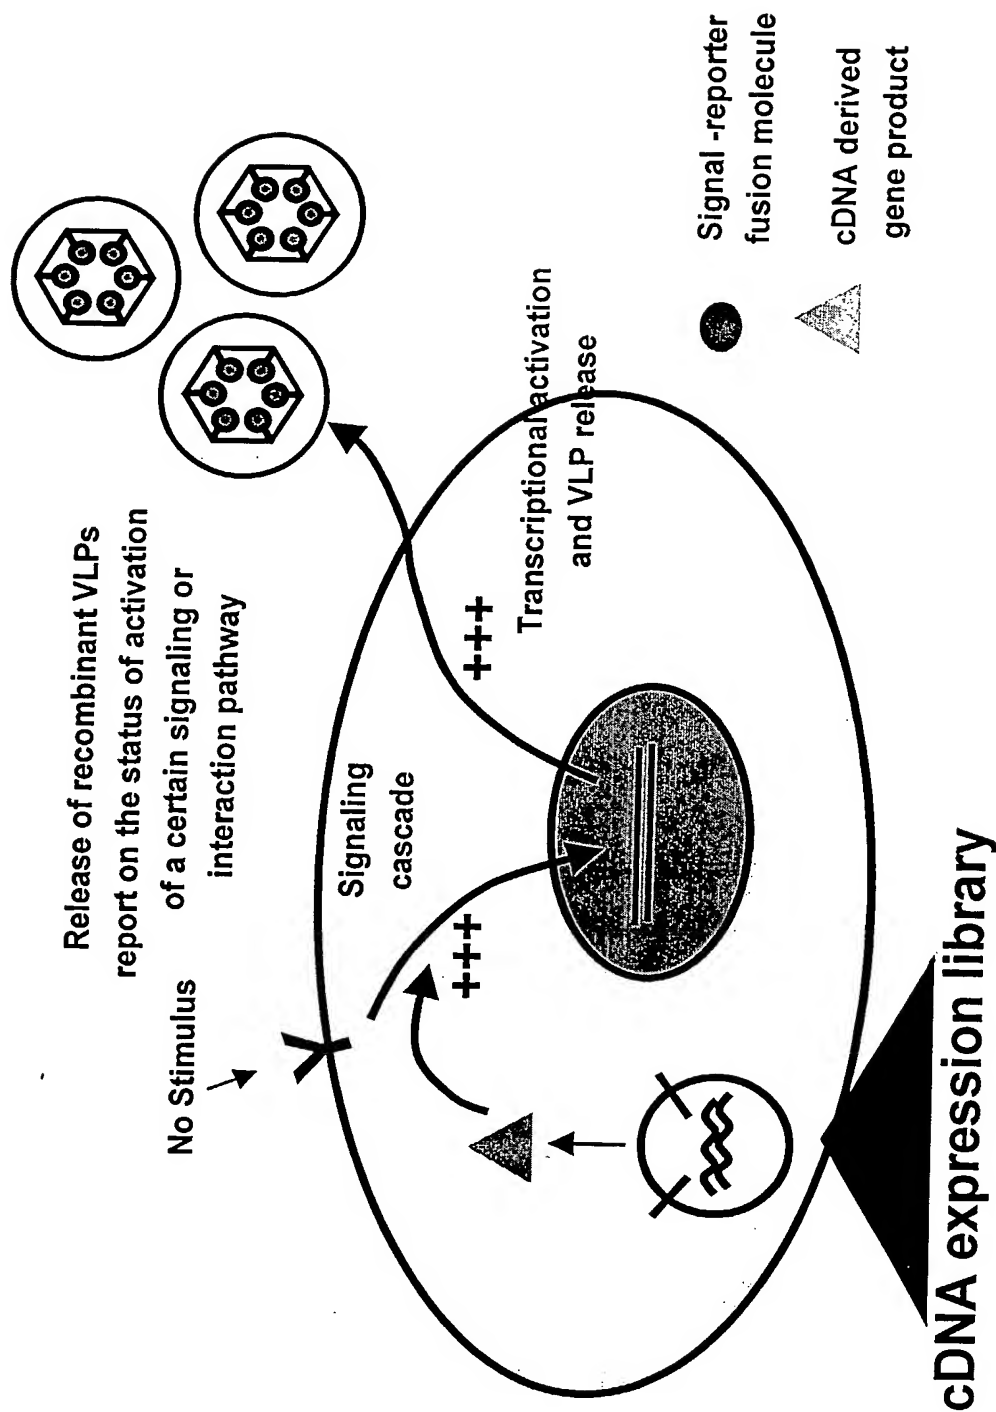 Release of recombinant VLPs
report on the status of activation
of a certain signaling or
interaction pathway
No Stimulus
Signaling
cascade
+++
+++
Transcriptional activation
and VLP release
Signal -reporter
fusion molecule
cDNA derived
gene product
cDNA expression library